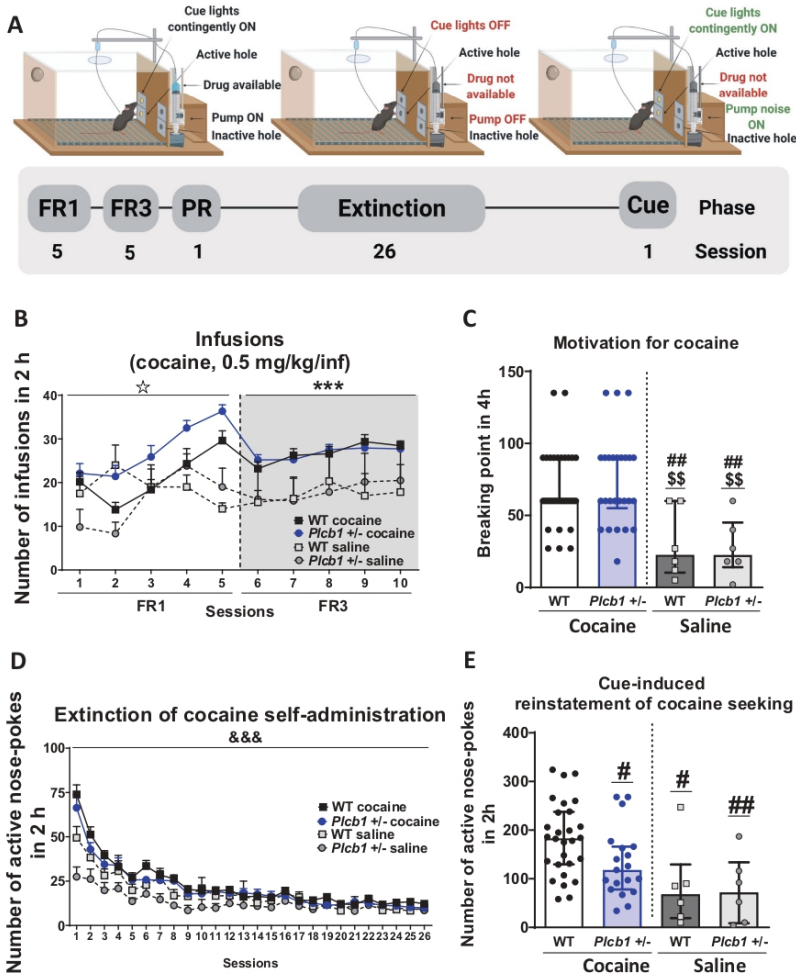 A
Cue lights
contingently ON
Active hole
Drug available
Pump ON
Inactive hole
Cue lights OFF
Active hole
Drug not
available
Pump OFF
Inactive hole
Cue lights
contingently ON
Active hole
Drug not
available
Pump noise
ON
Inactive hole
FR1 FR3 PR Extinction Cue Phase
5 5 1 26 1 Session
B
Infusions
(cocaine, 0.5 mg/kg/inf)
Number of infusions in 2 h
☆ ***
40
30
20
10
0
WT cocaine
Plcb1 +/- cocaine
WT saline
Plcb1 +/- saline
1 2 3 4 5 6 7 8 9 10
FR1 Sessions FR3
C
Motivation for cocaine
Breaking point in 4h
150
100
50
0
## ##
$$ $$
WT Plcb1 +/- WT Plcb1 +/-
Cocaine Saline
D
Extinction of cocaine self-administration
&&&
Number of active nose-pokes
in 2 h
100
75
50
25
0
WT cocaine
Plcb1 +/- cocaine
WT saline
Plcb1 +/- saline
1 2 3 4 5 6 7 8 9 10 11 12 13 14 15 16 17 18 19 20 21 22 23 24 25 26
Sessions
E
Cue-induced
reinstatement of cocaine seeking
Number of active nose-pokes
in 2h
400
300
200
100
0
# # ##
WT Plcb1 +/- WT Plcb1 +/-
Cocaine Saline